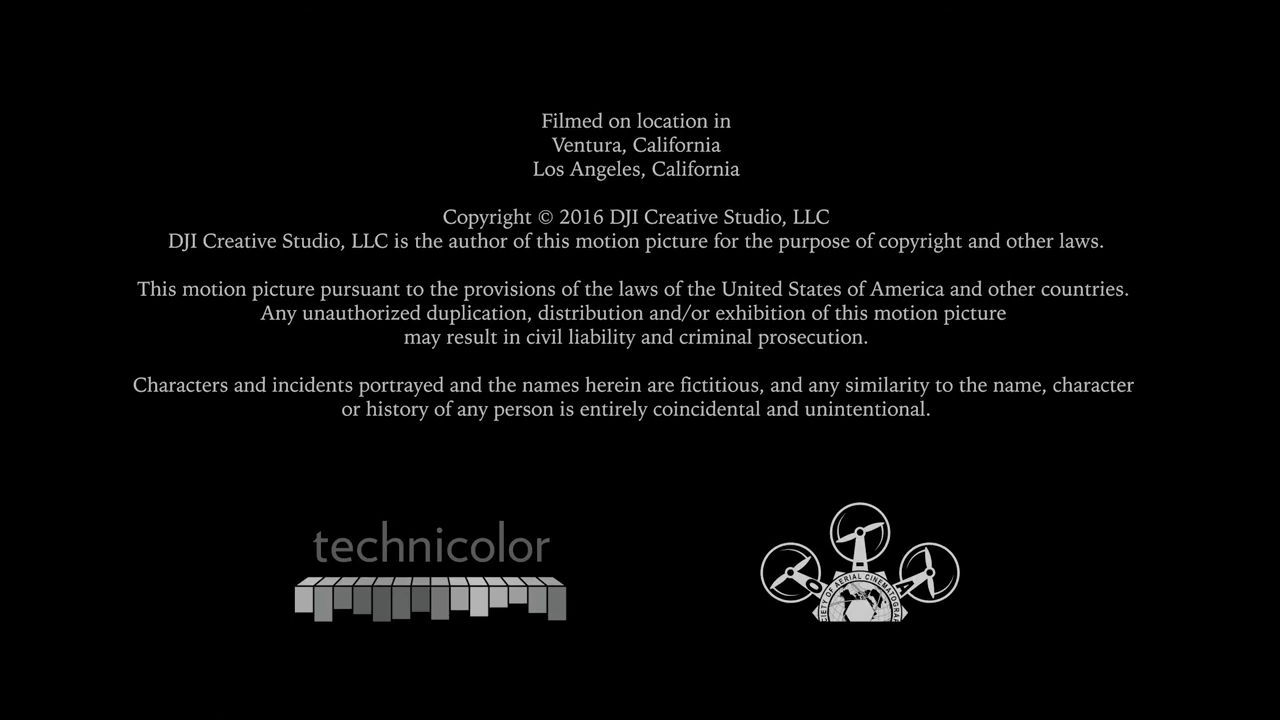 Filmed on location in
Ventura, California
Los Angeles, California
Copyright © 2016 DJI Creative Studio, LLC
DJI Creative Studio, LLC is the author of this motion picture for the purpose of copyright and other laws.
This motion picture pursuant to the provisions of the laws of the United States of America and other countries.
Any unauthorized duplication, distribution and/or exhibition of this motion picture
may result in civil liability and criminal prosecution.
Characters and incidents portrayed and the names herein are fictitious, and any similarity to the name, character
or history of any person is entirely coincidental and unintentional.
technicolor
OF AERIAL